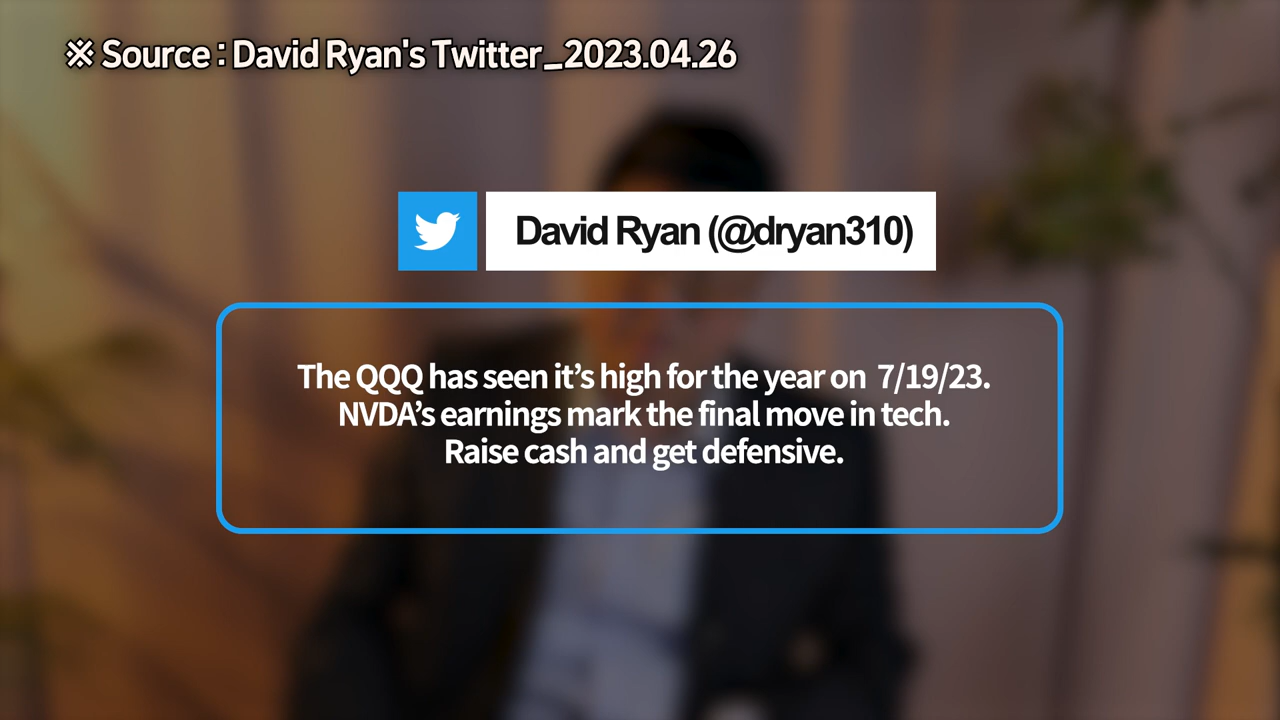 ※ Source : David Ryan's Twitter_2023.04.26
David Ryan (@dryan310)
The QQQ has seen it’s high for the year on 7/19/23.
NVDA’s earnings mark the final move in tech.
Raise cash and get defensive.